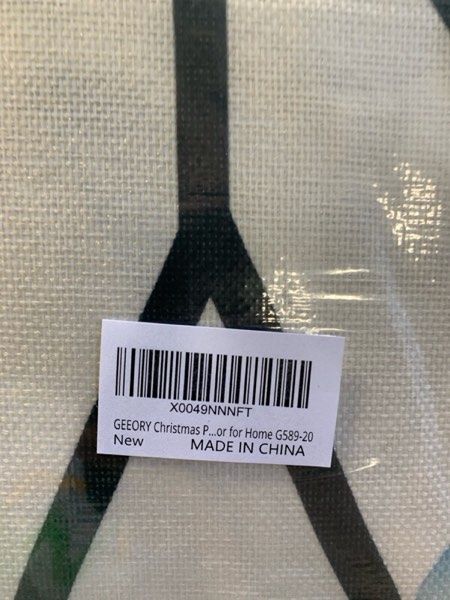 X0049NNNFT
GEEORY Christmas P...or for Home G589-20
New MADE IN CHINA